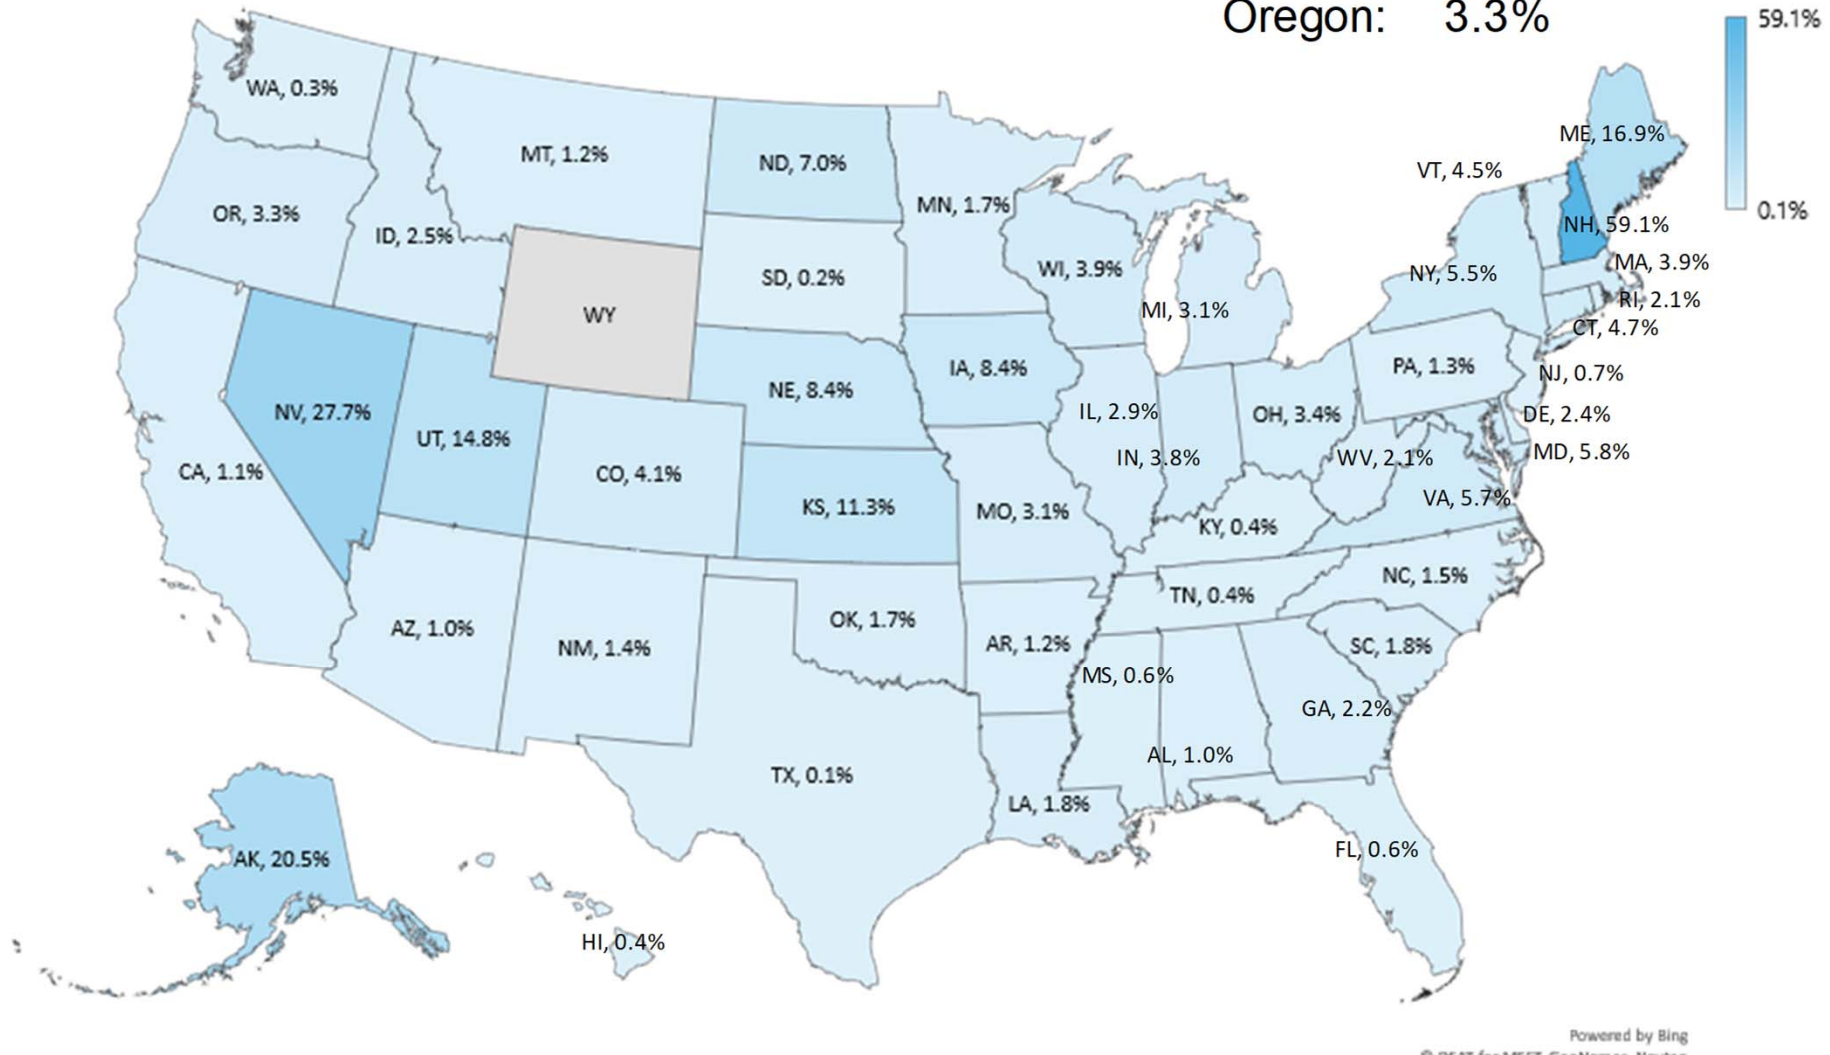 Oregon: 3.3%
59.1%
0.1%
WA, 0.3%
MT, 1.2%
ND, 7.0%
MN, 1.7%
OR, 3.3%
ID, 2.5%
SD, 0.2%
WI, 3.9%
MI, 3.1%
WY
NV, 27.7%
UT, 14.8%
CA, 1.1%
CO, 4.1%
NE, 8.4%
IA, 8.4%
KS, 11.3%
MO, 3.1%
IL, 2.9%
IN, 3.8%
OH, 3.4%
KY, 0.4%
TN, 0.4%
WV, 2.1%
VA, 5.7%
NC, 1.5%
SC, 1.8%
GA, 2.2%
AZ, 1.0%
NM, 1.4%
OK, 1.7%
AR, 1.2%
MS, 0.6%
AL, 1.0%
TX, 0.1%
LA, 1.8%
FL, 0.6%
AK, 20.5%
HI, 0.4%
ME, 16.9%
VT, 4.5%
NH, 59.1%
MA, 3.9%
NY, 5.5%
RI, 2.1%
CT, 4.7%
PA, 1.3%
NJ, 0.7%
DE, 2.4%
MD, 5.8%
Powered by Bing